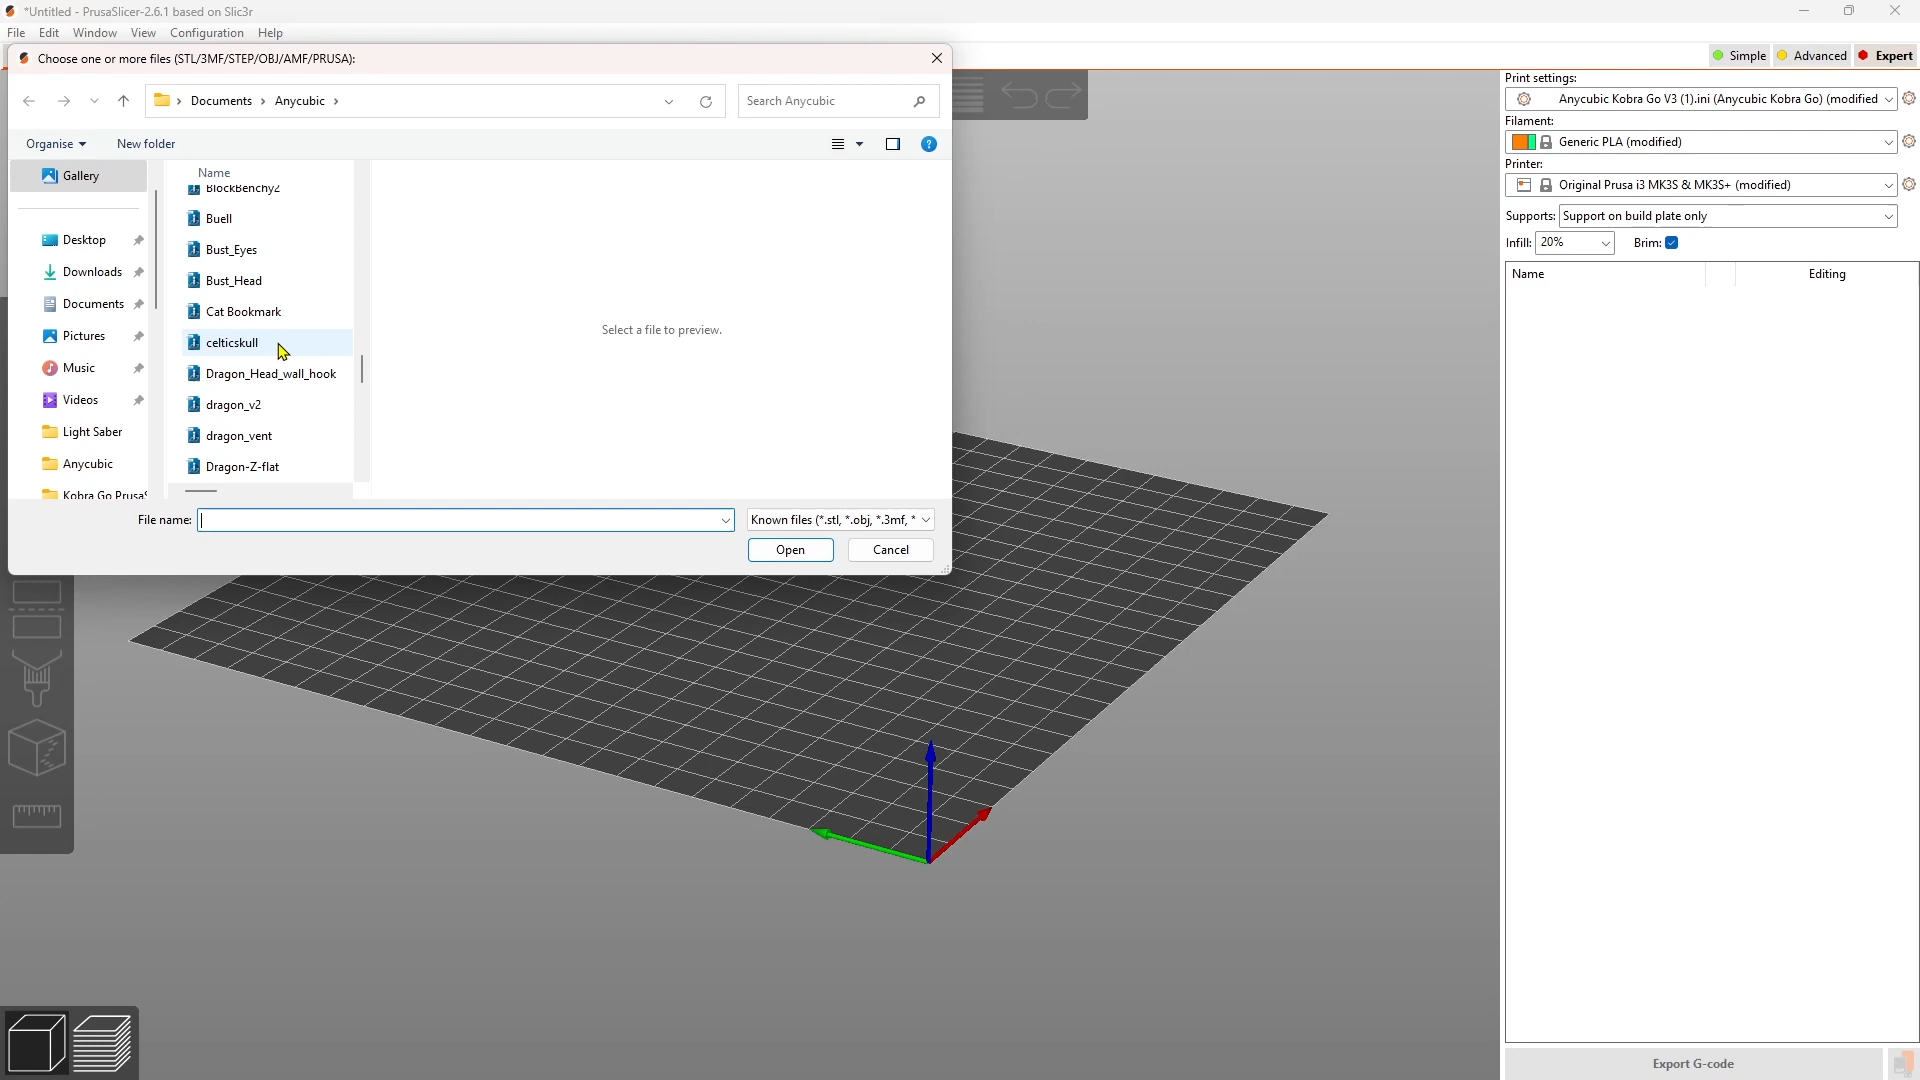 *Untitled - PrusaSlicer-2.6.1 based on Slic3r
File Edit Window View Configuration Help
Choose one or more files (STL/3MF/STEP/OBJ/AMF/PRUSA):
Simple Advanced Expert
Documents Anycubic
Search Anycubic
Organise New folder
Gallery
Desktop
Downloads
Documents
Pictures
Music
Videos
Light Saber
Anycubic
Kobra Go Prusa
Name
BlockBenchy2
Buell
Bust_Eyes
Bust_Head
Cat Bookmark
celticskull
Dragon_Head_wall_hook
dragon_v2
dragon_vent
Dragon-Z-flat
Select a file to preview.
File name:
Known files (*.stl, *.obj, *.3mf, *
Open Cancel
Print settings:
Anycubic Kobra Go V3 (1).ini (Anycubic Kobra Go) (modified
Filament:
Generic PLA (modified)
Printer:
Original Prusa i3 MK3S & MK3S+ (modified)
Supports: Support on build plate only
Infill: 20% Brim:
Name Editing
Export G-code